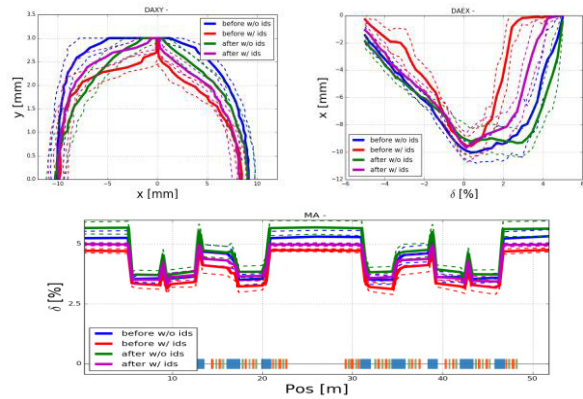 DAXY -
y [mm]
3.5
3.0
2.5
2.0
1.5
1.0
0.5
0.0
before w/o ids
before w/ ids
after w/o ids
after w/ ids
−10
−5
0
5
10
x [mm]
DAEX -
x [mm]
0
−2
−4
−6
−8
−10
−12
before w/o ids
before w/ ids
after w/o ids
after w/ ids
−6
−4
−2
0
2
4
6
δ [%]
MA -
δ [%]
5
2.5
0
before w/o ids
before w/ ids
after w/o ids
after w/ ids
10
20
30
40
50
Pos [m]